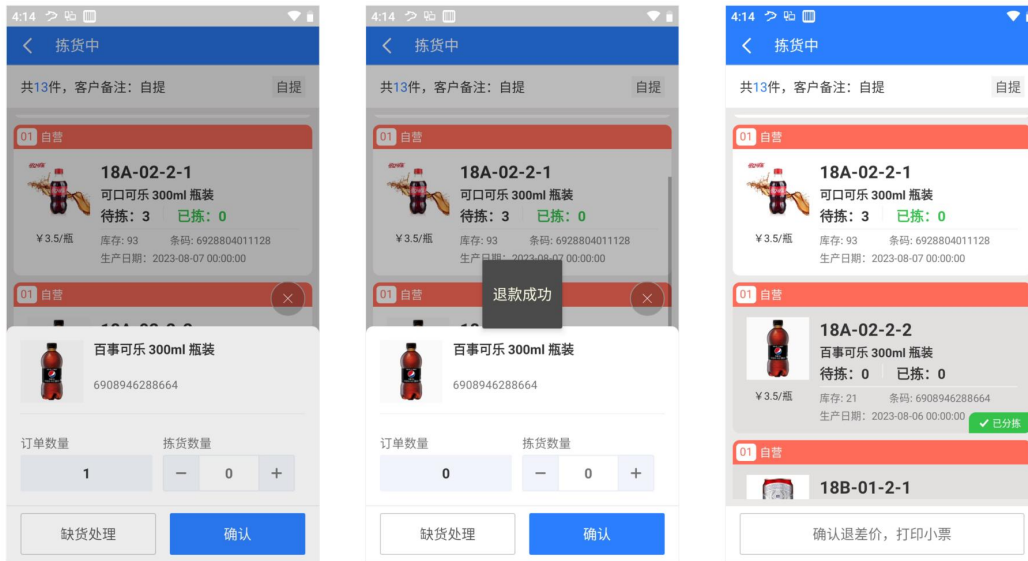 4:14
拣货中
共13件，客户备注：自提
自提
01 自营
18A-02-2-1
可口可乐 300ml 瓶装
待拣：3 已拣：0
￥3.5/瓶
库存: 93 条码: 6928804011128
生产日期：2023-08-07 00:00:00
01 自营
百事可乐 300ml 瓶装
6908946288664
订单数量 拣货数量
1 − 0 +
缺货处理 确认
4:14
拣货中
共13件，客户备注：自提
自提
01 自营
18A-02-2-1
可口可乐 300ml 瓶装
待拣：3 已拣：0
￥3.5/瓶
库存: 93 条码: 6928804011128
生产日期：2023-08-07 00:00:00
01 自营
退款成功
百事可乐 300ml 瓶装
6908946288664
订单数量 拣货数量
0 − 0 +
缺货处理 确认
4:14
拣货中
共13件，客户备注：自提
自提
01 自营
18A-02-2-1
可口可乐 300ml 瓶装
待拣：3 已拣：0
￥3.5/瓶
库存: 93 条码: 6928804011128
生产日期：2023-08-07 00:00:00
01 自营
18A-02-2-2
百事可乐 300ml 瓶装
待拣：0 已拣：0
￥3.5/瓶
库存: 21 条码: 6908946288664
生产日期：2023-08-06 00:00:00
已分拣
01 自营
18B-01-2-1
确认退差价，打印小票